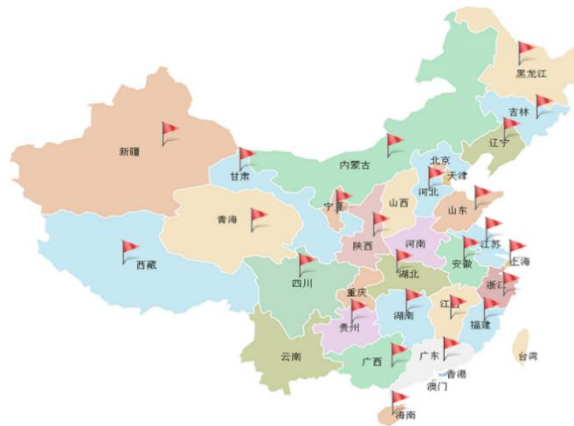 黑龙江
吉林
辽宁
内蒙古
北京
天津
河北
新疆
甘肃
宁夏
山西
山东
青海
陕西
河南
江苏
西藏
安徽
上海
四川
湖北
浙江
重庆
湖南
江西
福建
贵州
云南
广西
广东
台湾
香港
澳门
海南